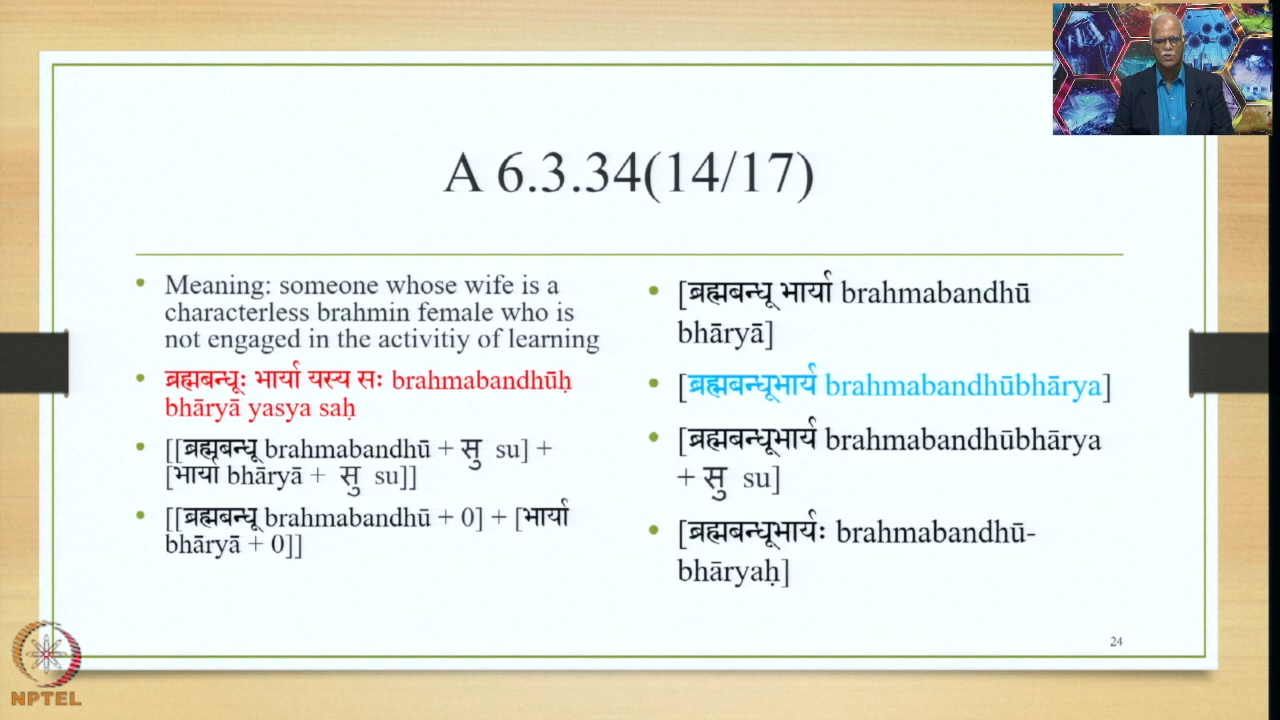 A 6.3.34(14/17)
• Meaning: someone whose wife is a
characterless brahmin female who is
not engaged in the activitiy of learning
• ब्रह्मबन्धूः भार्या यस्य सः brahmabandhūḥ
bhāryā yasya saḥ
• [[ब्रह्मबन्धू brahmabandhū + सु su] +
[भार्या bhāryā + सु su]]
• [[ब्रह्मबन्धू brahmabandhū + 0] + [भार्या
bhāryā + 0]]
• [ब्रह्मबन्धू भार्या brahmabandhū
bhāryā]
• [ब्रह्मबन्धूभार्य brahmabandhūbhārya]
• [ब्रह्मबन्धूभार्य brahmabandhūbhārya
+ सु su]
• [ब्रह्मबन्धूभार्यः brahmabandhū-
bhāryaḥ]
24
NPTEL